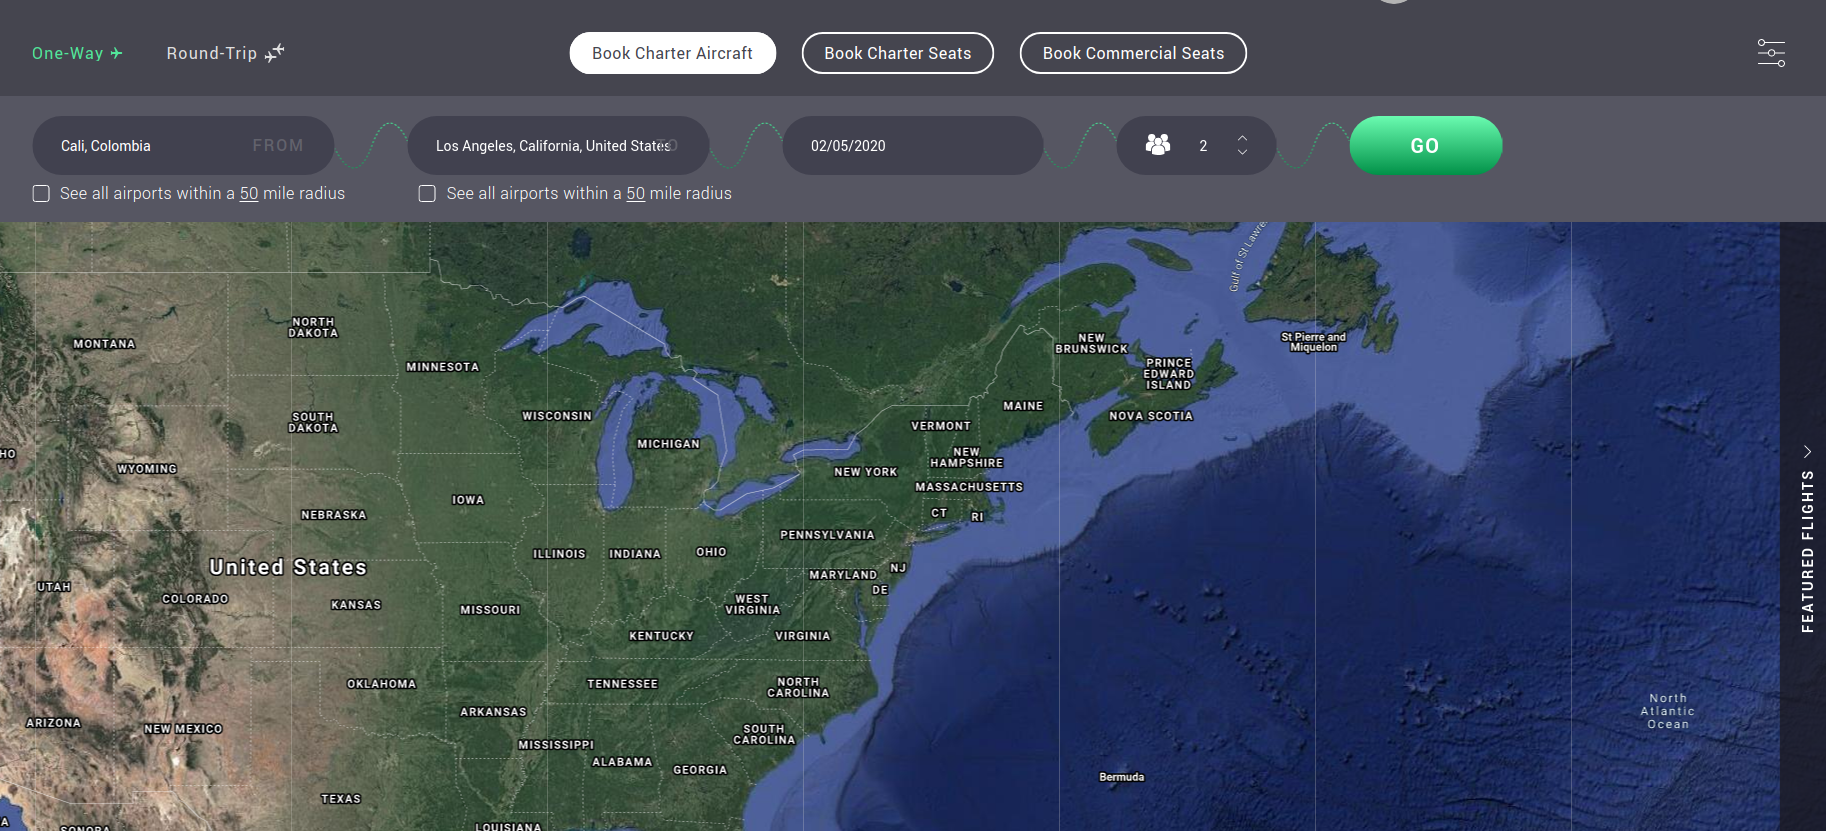 One-Way
Round-Trip
Book Charter Aircraft
Book Charter Seats
Book Commercial Seats
Cali, Colombia
FROM
Los Angeles, California, United States
TO
02/05/2020
2
GO
See all airports within a 50 mile radius
See all airports within a 50 mile radius
Gulf of St Lawre
NORTH
DAKOTA
MONTANA
MINNESOTA
St Pierre and
Miquelon
NEW
BRUNSWICK
PRINCE
EDWARD
ISLAND
MAINE
NOVA SCOTIA
SOUTH
DAKOTA
WISCONSIN
MICHIGAN
VERMONT
HO
WYOMING
NEW
HAMPSHIRE
NEW YORK
MASSACHUSETTS
IOWA
NEBRASKA
CT
RI
PENNSYLVANIA
ILLINOIS
INDIANA
OHIO
United States
NJ
MARYLAND
DE
UTAH
COLORADO
KANSAS
MISSOURI
WEST
VIRGINIA
KENTUCKY
VIRGINIA
OKLAHOMA
TENNESSEE
NORTH
CAROLINA
ARKANSAS
ARIZONA
NEW MEXICO
SOUTH
CAROLINA
MISSISSIPPI
ALABAMA
GEORGIA
TEXAS
Bermuda
North
Atlantic
Ocean
A
SONORA
LOUISIANA
FEATURED FLIGHTS